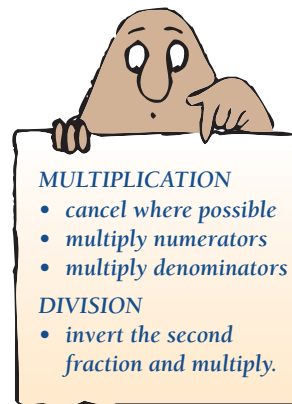 MULTIPLICATION
• cancel where possible
• multiply numerators
• multiply denominators
DIVISION
• invert the second
fraction and multiply.